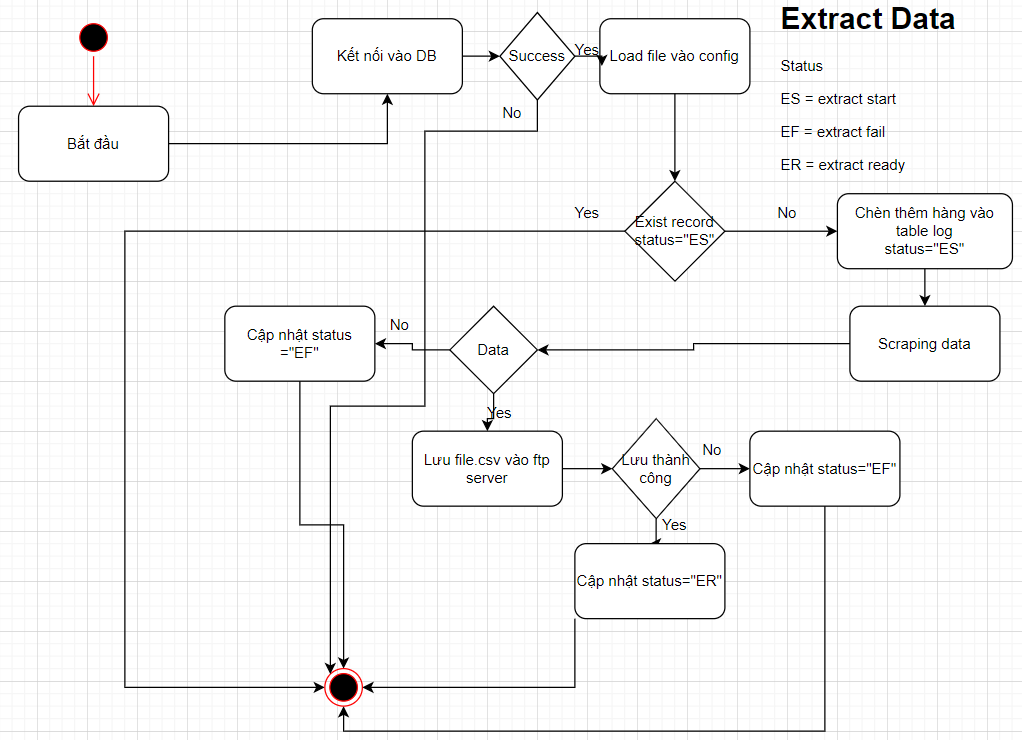 Extract Data
Status
ES = extract start
EF = extract fail
ER = extract ready
Bắt đầu
Kết nối vào DB
Success
Yes
No
Load file vào config
Exist record
status="ES"
Yes
No
Chèn thêm hàng vào
table log
status="ES"
Scraping data
Data
No
Cập nhật status
="EF"
Yes
Lưu file.csv vào ftp
server
Lưu thành
công
No
Cập nhật status="EF"
Yes
Cập nhật status="ER"